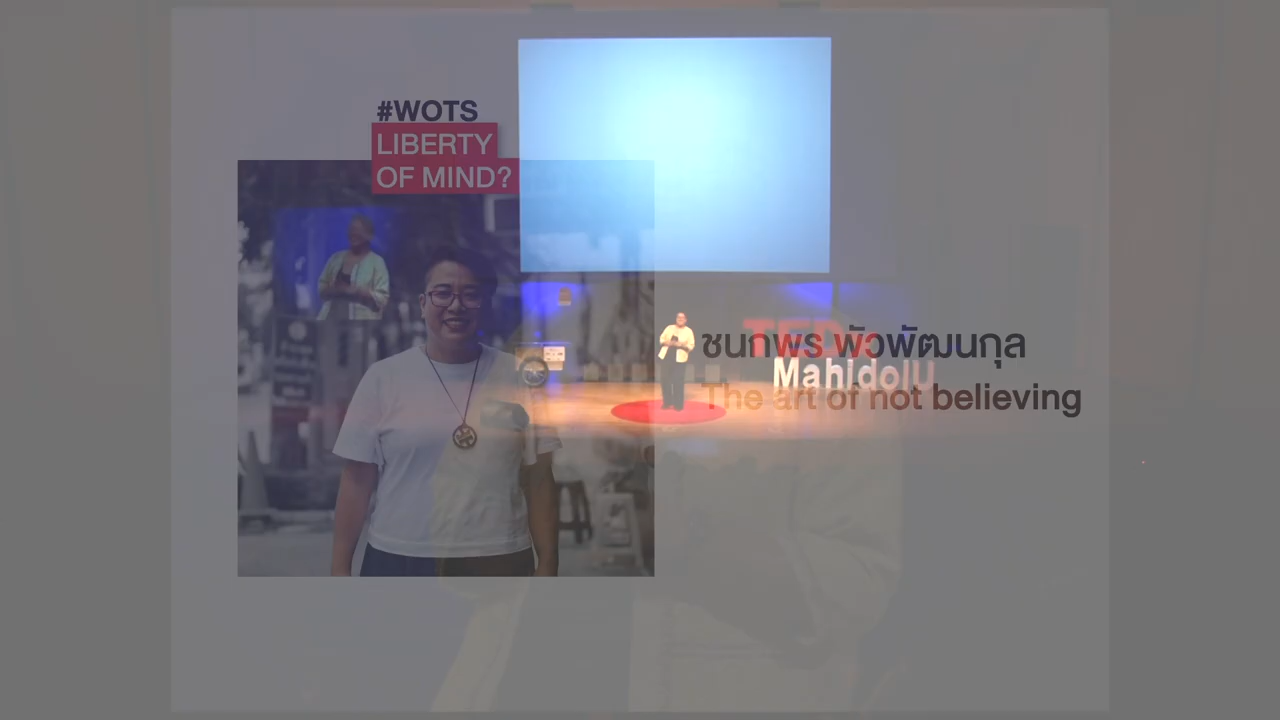 #WOTS
LIBERTY
OF MIND?
TEDx
ชนกพร พัวพัฒนกุล
MahidolU
The art of not believing